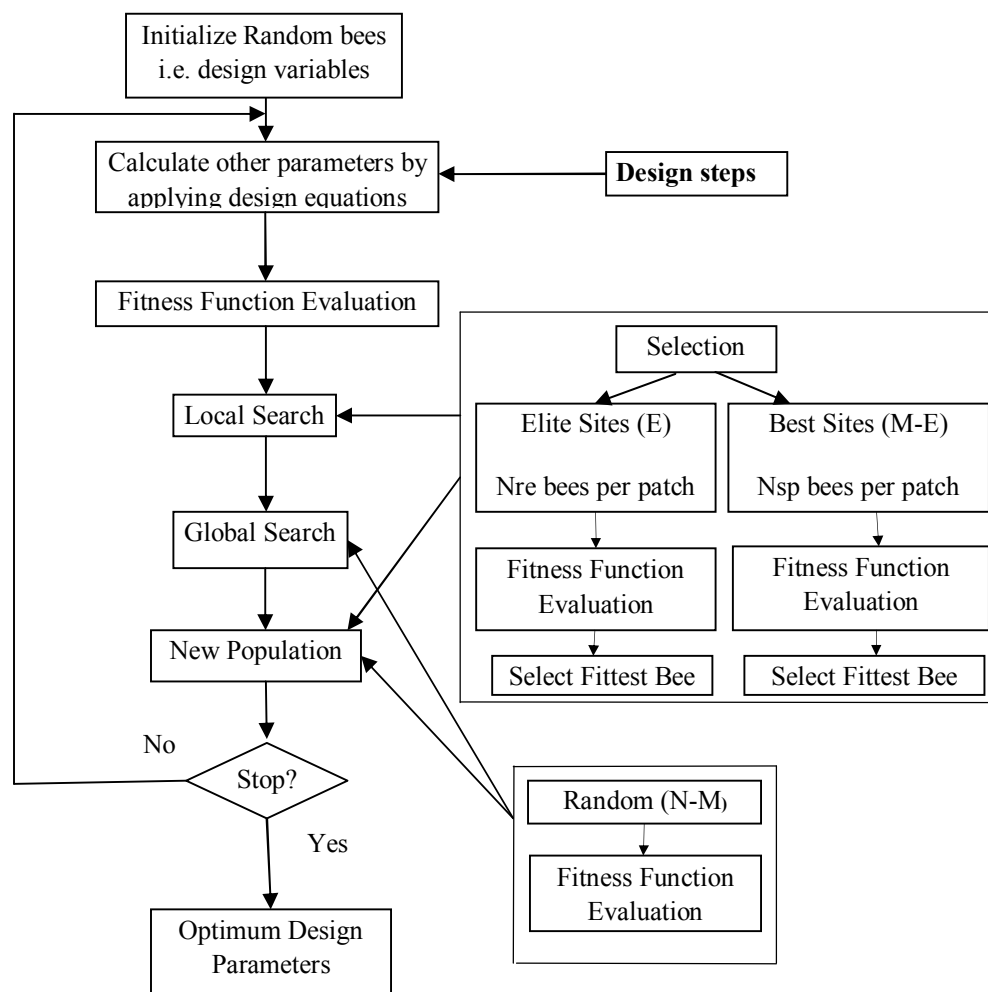 Initialize Random bees
i.e. design variables
Calculate other parameters by
applying design equations
Design steps
Fitness Function Evaluation
Selection
Local Search
Elite Sites (E)
Nre bees per patch
Best Sites (M-E)
Nsp bees per patch
Global Search
Fitness Function
Evaluation
Fitness Function
Evaluation
New Population
Select Fittest Bee
Select Fittest Bee
No
Stop?
Yes
Random (N-M)
Fitness Function
Evaluation
Optimum Design
Parameters